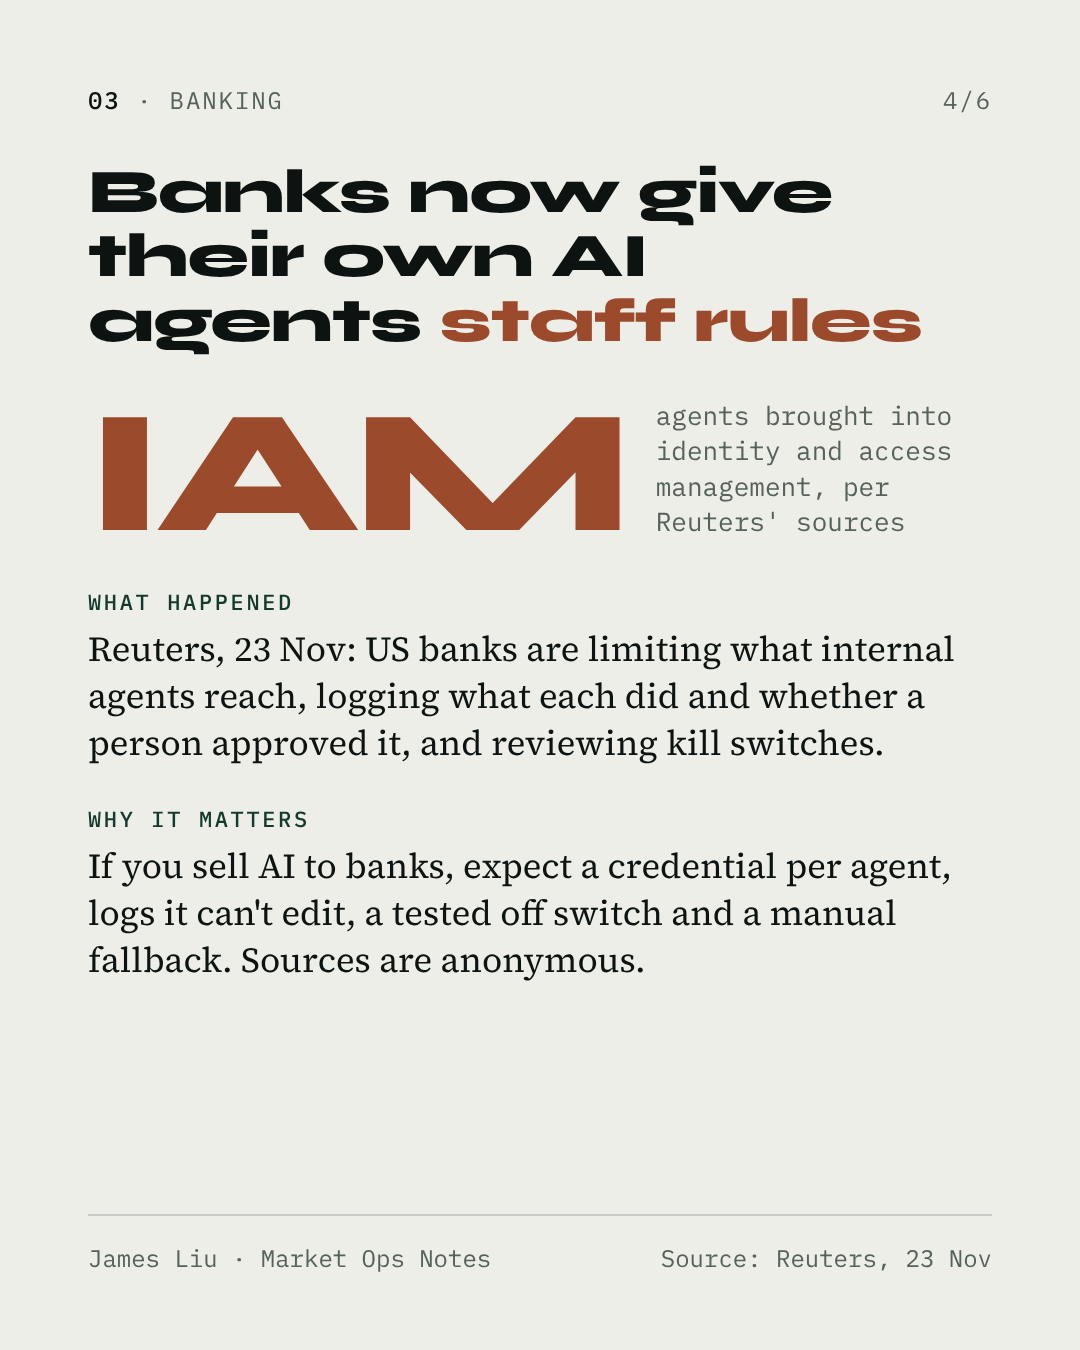 03 · BANKING
4/6
Banks now give
their own AI
agents staff rules
IAM
agents brought into
identity and access
management, per
Reuters' sources
WHAT HAPPENED
Reuters, 23 Nov: US banks are limiting what internal
agents reach, logging what each did and whether a
person approved it, and reviewing kill switches.
WHY IT MATTERS
If you sell AI to banks, expect a credential per agent,
logs it can't edit, a tested off switch and a manual
fallback. Sources are anonymous.
James Liu · Market Ops Notes
Source: Reuters, 23 Nov